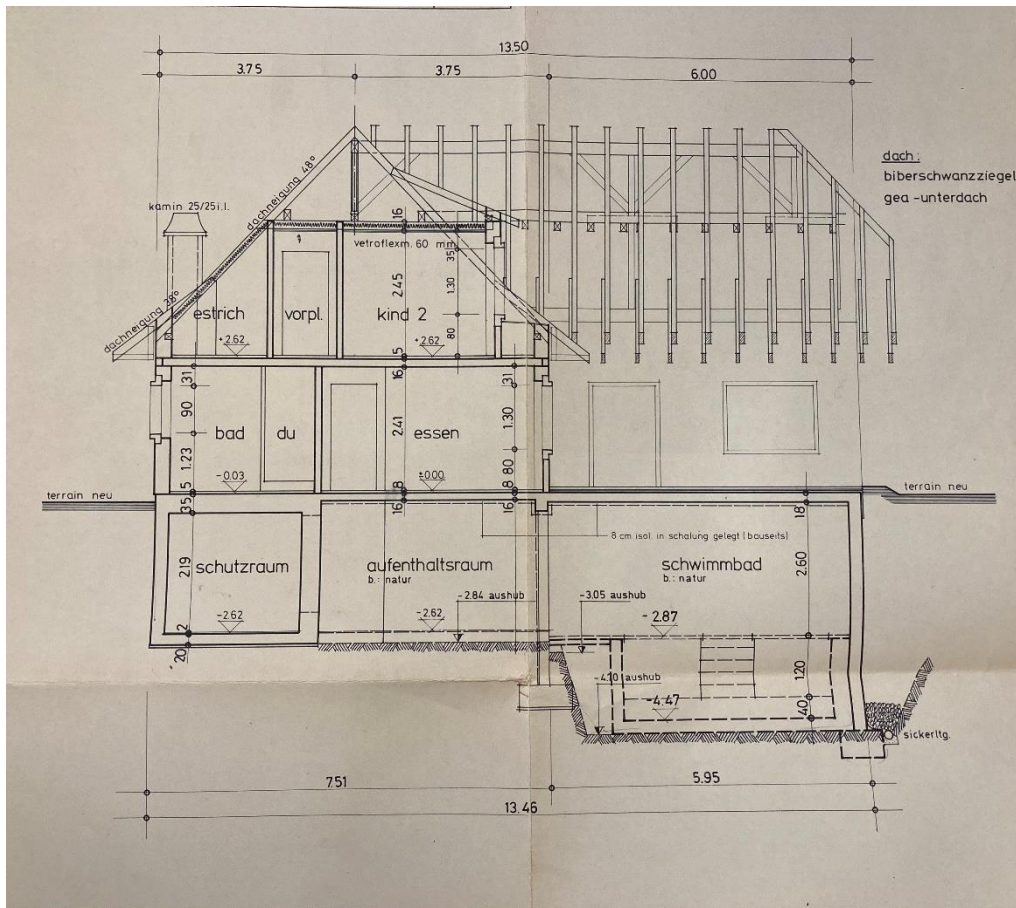 13.50
3.75
3.75
6.00
dach :
biberschwanzziegel
gea -unterdach
kamin 25/25 i.l.
dachneigung 48°
dachneigung 38°
16
vetroflexm. 60 mm
35
2.45
1.30
80
estrich
vorpl.
kind 2
+2.62
+2.62
5
16
31
31
90
2.41
1.30
bad
du
essen
1.23
80
-0.03
±0.00
terrain neu
terrain neu
5
8
8
35
16
16
18
8 cm isol. in schalung gelegt (bauseits)
2.19
schutzraum
aufenthaltsraum
b.: natur
schwimmbad
b.: natur
2.60
-2.84 aushub
-3.05 aushub
-2.62
-2.62
-2.87
2
20
-4.10 aushub
1.20
-4.47
40
sickerltg.
7.51
5.95
13.46